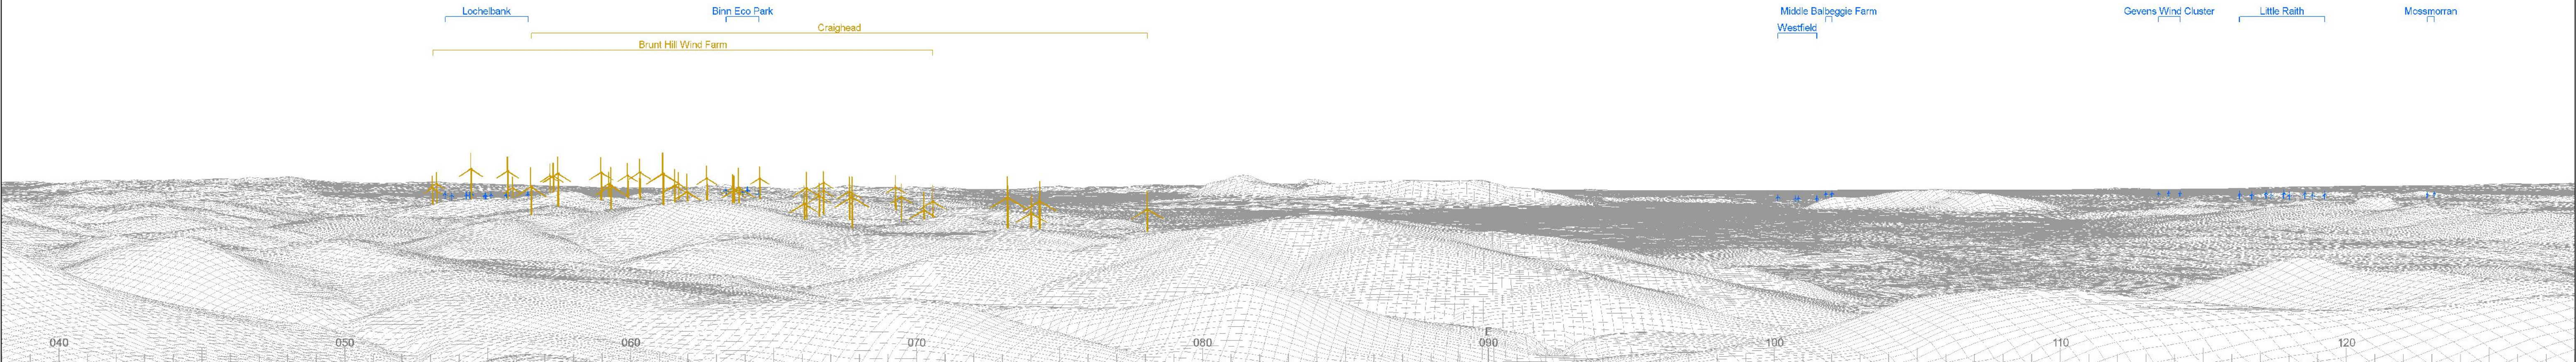 Lochelbank Binn Eco Park Middle Balbeggie Farm Gevens Wind Cluster Little Raith Mossmorran
Craighead Westfield
Brunt Hill Wind Farm
E
040 050 060 070 080 090 100 110 120